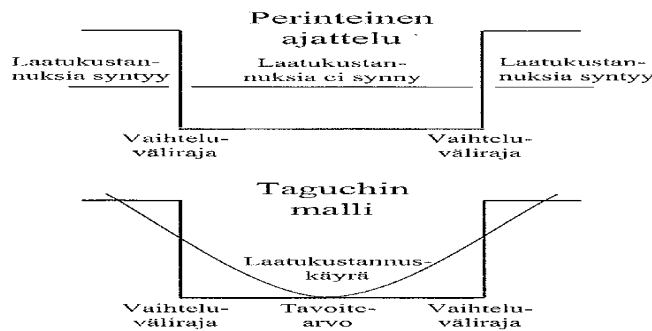 Perinteinen
ajattelu
Laatukustan-
nuksia syntyy
Laatukustan-
nuksia ei synny
Laatukustan-
nuksia syntyy
Vaihtelu-
väliraja
Vaihtelu-
väliraja
Taguchin
malli
Laatukustannus-
käyrä
Vaihtelu-
väliraja
Tavoite-
arvo
Vaihtelu-
väliraja